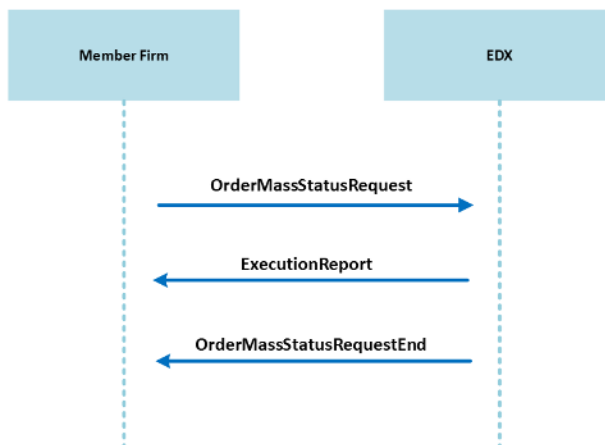 Member Firm
EDX
OrderMassStatusRequest
ExecutionReport
OrderMassStatusRequestEnd